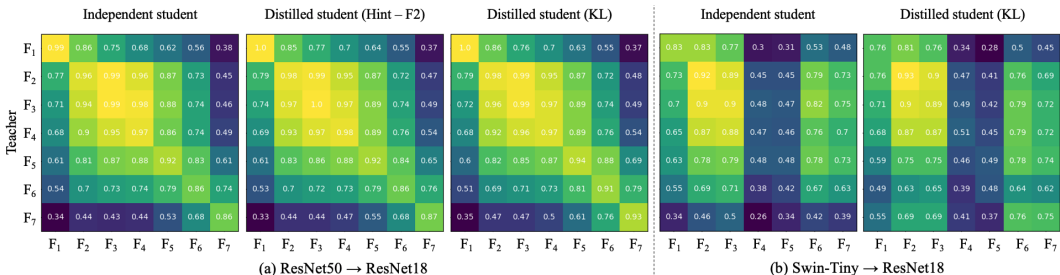 Independent student
Distilled student (Hint – F2)
Distilled student (KL)
Independent student
Distilled student (KL)
Teacher
F1 0.99 0.86 0.75 0.68 0.62 0.56 0.38
F2 0.77 0.96 0.99 0.96 0.87 0.73 0.45
F3 0.71 0.94 0.99 0.98 0.88 0.74 0.46
F4 0.68 0.9 0.95 0.97 0.86 0.74 0.49
F5 0.61 0.81 0.87 0.88 0.92 0.83 0.61
F6 0.54 0.7 0.73 0.74 0.79 0.86 0.74
F7 0.34 0.44 0.43 0.44 0.53 0.68 0.86
F1 F2 F3 F4 F5 F6 F7
1.0 0.85 0.77 0.7 0.64 0.55 0.37
0.79 0.96 0.99 0.96 0.87 0.72 0.47
0.74 0.97 1.0 0.97 0.89 0.74 0.49
0.69 0.93 0.97 0.98 0.89 0.76 0.54
0.61 0.83 0.86 0.88 0.92 0.84 0.65
0.53 0.7 0.72 0.74 0.79 0.86 0.76
0.33 0.44 0.44 0.47 0.55 0.68 0.87
F1 F2 F3 F4 F5 F6 F7
1.0 0.86 0.76 0.7 0.63 0.55 0.37
0.79 0.98 0.99 0.95 0.87 0.72 0.48
0.72 0.96 0.99 0.97 0.88 0.74 0.49
0.68 0.92 0.96 0.97 0.89 0.76 0.54
0.6 0.82 0.85 0.87 0.94 0.88 0.69
0.51 0.69 0.71 0.73 0.81 0.91 0.79
0.35 0.47 0.47 0.5 0.61 0.76 0.93
F1 F2 F3 F4 F5 F6 F7
0.83 0.83 0.77 0.3 0.31 0.53 0.48
0.73 0.92 0.89 0.45 0.45 0.79 0.73
0.7 0.9 0.9 0.48 0.47 0.82 0.75
0.65 0.87 0.88 0.47 0.46 0.76 0.7
0.63 0.78 0.79 0.48 0.48 0.78 0.73
0.55 0.69 0.71 0.38 0.42 0.63 0.59
0.34 0.46 0.5 0.26 0.34 0.42 0.39
F1 F2 F3 F4 F5 F6 F7
0.76 0.81 0.76 0.34 0.28 0.5 0.45
0.67 0.93 0.9 0.42 0.41 0.76 0.69
0.71 0.9 0.89 0.51 0.45 0.79 0.72
0.68 0.87 0.87 0.51 0.45 0.79 0.72
0.59 0.75 0.75 0.46 0.49 0.78 0.74
0.49 0.63 0.65 0.39 0.48 0.64 0.62
0.55 0.69 0.69 0.41 0.37 0.76 0.75
F1 F2 F3 F4 F5 F6 F7
(a) ResNet50 → ResNet18
(b) Swin-Tiny → ResNet18